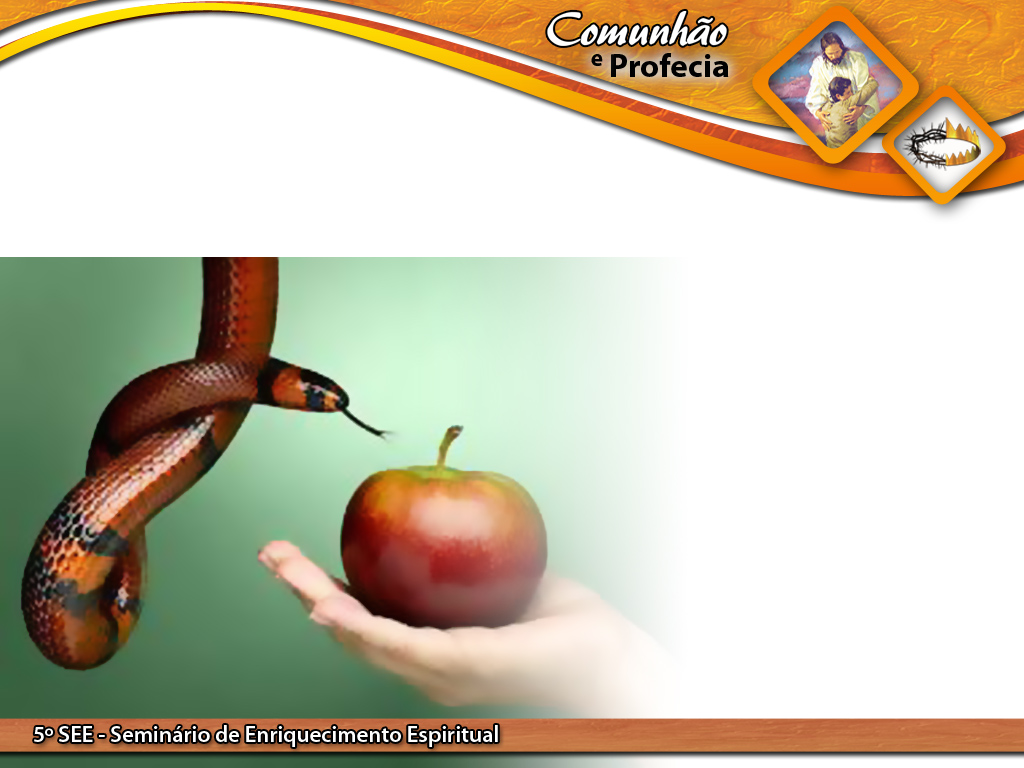 Comunhão
e Profecia
5º SEE - Seminário de Enriquecimento Espiritual